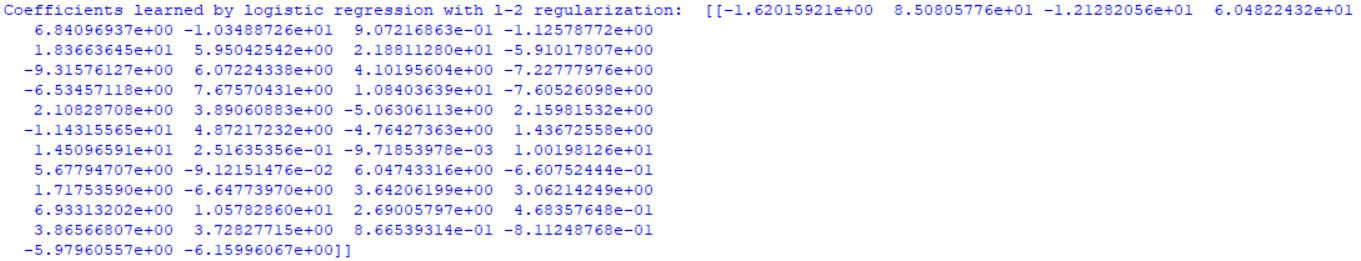 Coefficients learned by logistic regression with l-2 regularization:  [[-1.62015921e+00  8.50805776e+01 -1.21282056e+01  6.04822432e+01
6.84096937e+00 -1.03488726e+01  9.07216863e-01 -1.12578772e+00
1.83663645e+01  5.95042542e+00  2.18811280e+01 -5.91017807e+00
-9.31576127e+00  6.07224338e+00  4.10195604e+00 -7.22777976e+00
-6.53457118e+00  7.67570431e+00  1.08403639e+01 -7.60526098e+00
2.10828708e+00  3.89060883e+00 -5.06306113e+00  2.15981532e+00
-1.14315565e+01  4.87217232e+00 -4.76427363e+00  1.43672558e+00
1.45096591e+01  2.51635356e-01 -9.71853978e-03  1.00198126e+01
5.67794707e+00 -9.12151476e-02  6.04743316e+00 -6.60752444e-01
1.71753590e+00 -6.64773970e+00  3.64206199e+00  3.06214249e+00
6.93313202e+00  1.05782860e+01  2.69005797e+00  4.68357648e-01
3.86566807e+00  3.72827715e+00  8.66539314e-01 -8.11248768e-01
-5.97960557e+00 -6.15996067e+00]]